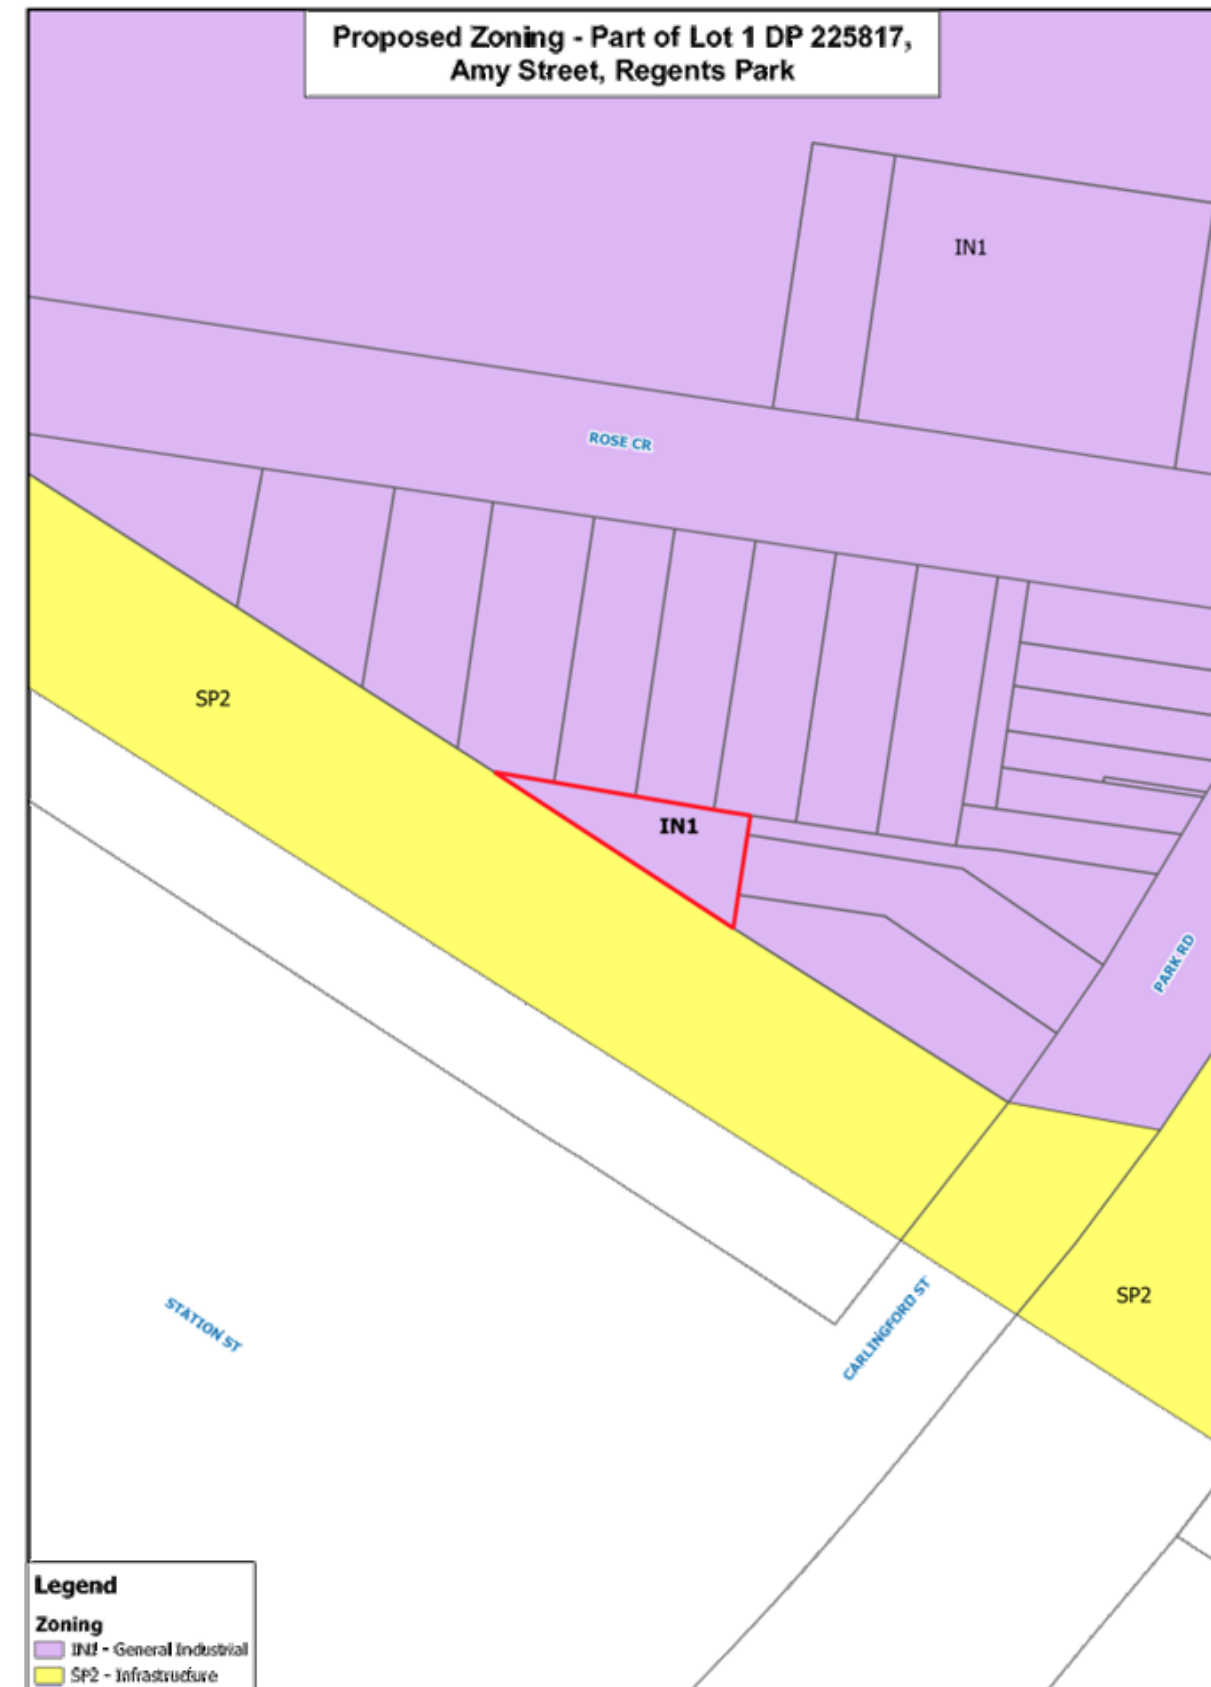 Proposed Zoning - Part of Lot 1 DP 225817,
Amy Street, Regents Park
IN1
ROSE CR
SP2
IN1
PARK RD
SP2
CARLINGFORD ST
STATION ST
Legend
Zoning
IN1 - General Industrial
SP2 - Infrastructure